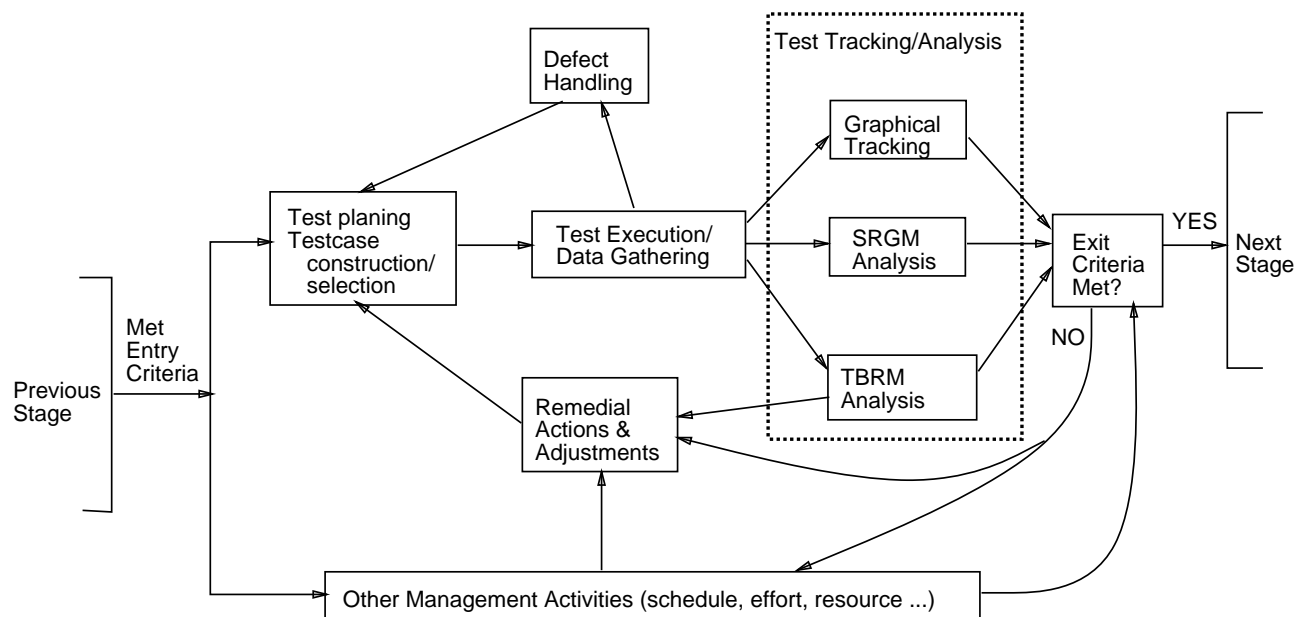 Test Tracking/Analysis
Defect
Handling
Graphical
Tracking
Test planing
Testcase
construction/
selection
Test Execution/
Data Gathering
SRGM
Analysis
Exit
Criteria
Met?
YES
Next
Stage
NO
Met
Entry
Criteria
Previous
Stage
TBRM
Analysis
Remedial
Actions &
Adjustments
Other Management Activities (schedule, effort, resource ...)